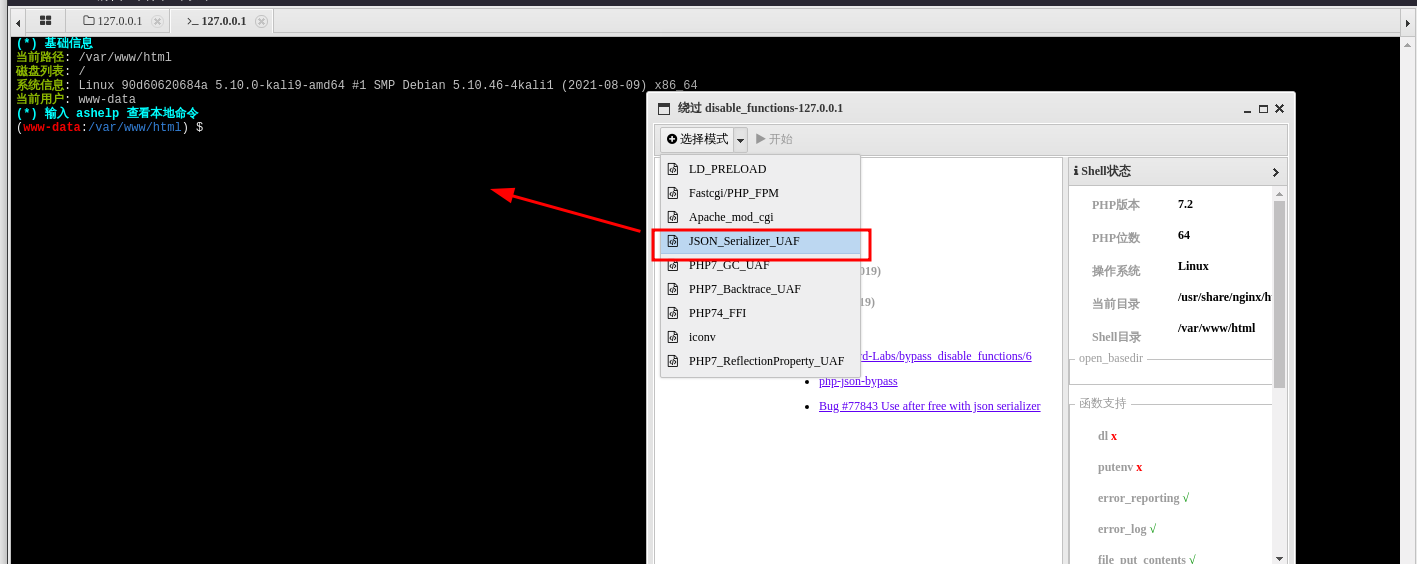 127.0.0.1
>_ 127.0.0.1
(*) 基础信息
当前路径: /var/www/html
磁盘列表: /
系统信息: Linux 90d60620684a 5.10.0-kali9-amd64 #1 SMP Debian 5.10.46-4kali1 (2021-08-09) x86_64
当前用户: www-data
(*) 输入 ashelp 查看本地命令
(www-data:/var/www/html) $
绕过 disable_functions-127.0.0.1
选择模式
开始
LD_PRELOAD
Fastcgi/PHP_FPM
Apache_mod_cgi
JSON_Serializer_UAF
PHP7_GC_UAF
PHP7_Backtrace_UAF
PHP74_FFI
iconv
PHP7_ReflectionProperty_UAF
019)
19)
rd-Labs/bypass_disable_functions/6
php-json-bypass
Bug #77843 Use after free with json serializer
Shell状态
PHP版本 7.2
PHP位数 64
操作系统 Linux
当前目录 /usr/share/nginx/h
Shell目录 /var/www/html
open_basedir
函数支持
dl x
putenv x
error_reporting √
error_log √
file_put_contents √